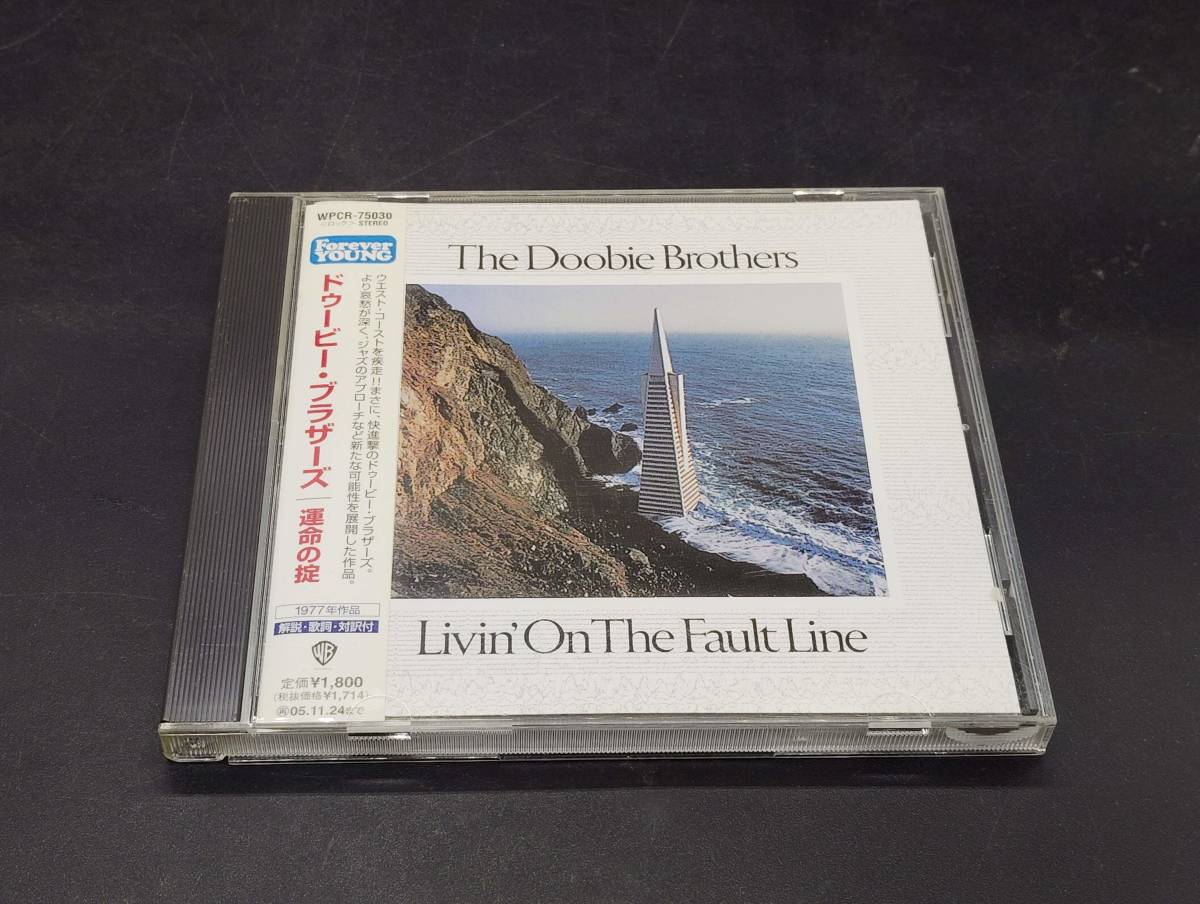 WPCR-75030
<ロック> STEREO
Forever
YOUNG
ドゥービー・ブラザーズ 運命の掟
ウエスト・コーストを疾走!!まさに、快進撃のドゥービー・ブラザーズ。
より哀愁が深く、ジャズのアプローチなど新たな可能性を展開した作品。
1977年作品
解説・歌詞・対訳付
WB
定価¥1,800
(税抜価格¥1,714)
再05.11.24まで
The Doobie Brothers
Livin' On The Fault Line